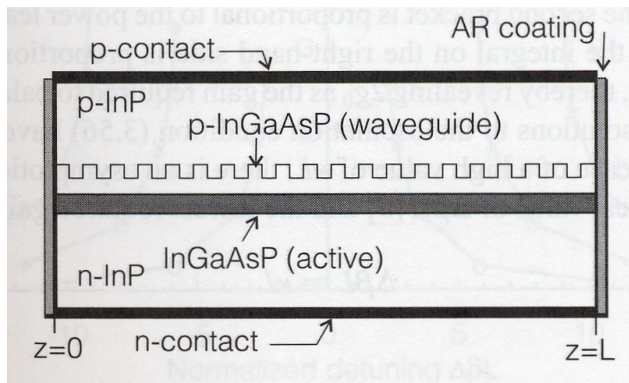 AR coating
p-contact
p-InP
p-InGaAsP (waveguide)
InGaAsP (active)
n-InP
z=0
n-contact
z=L